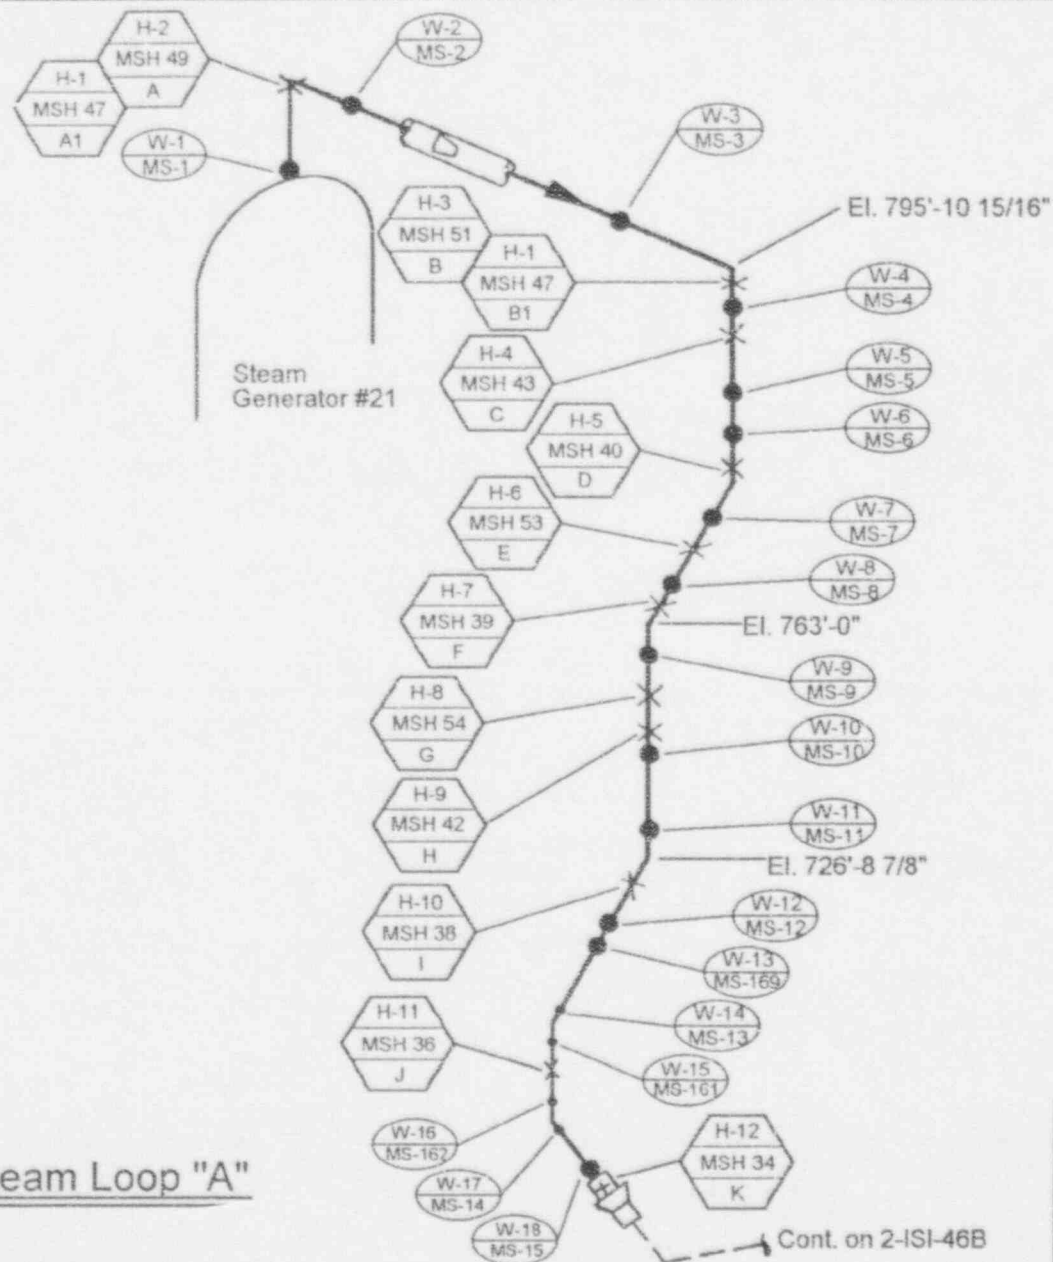 H-2
MSH 49
A
H-1
MSH 47
A1
W-1
MS-1
W-2
MS-2
W-3
MS-3
El. 795'-10 15/16"
H-3
MSH 51
B
H-1
MSH 47
B1
W-4
MS-4
Steam
Generator #21
H-4
MSH 43
C
W-5
MS-5
W-6
MS-6
H-5
MSH 40
D
H-6
MSH 53
E
W-7
MS-7
W-8
MS-8
H-7
MSH 39
F
El. 763'-0"
W-9
MS-9
H-8
MSH 54
G
W-10
MS-10
H-9
MSH 42
H
W-11
MS-11
El. 726'-8 7/8"
H-10
MSH 38
I
W-12
MS-12
W-13
MS-169
H-11
MSH 36
J
W-14
MS-13
W-15
MS-161
W-16
MS-162
H-12
MSH 34
K
eam Loop "A"
W-17
MS-14
W-18
MS-15
Cont. on 2-ISI-46B